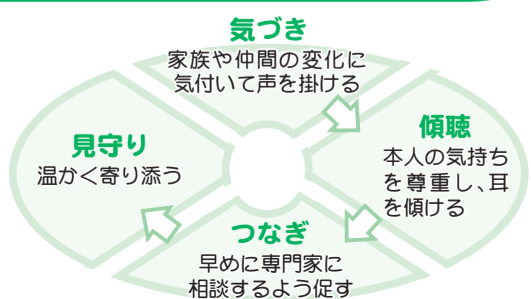 気づき
家族や仲間の変化に
気付いて声を掛ける
傾聴
本人の気持ち
を尊重し、耳
を傾ける
つなぎ
早めに専門家に
相談するよう促す
見守り
温かく寄り添う